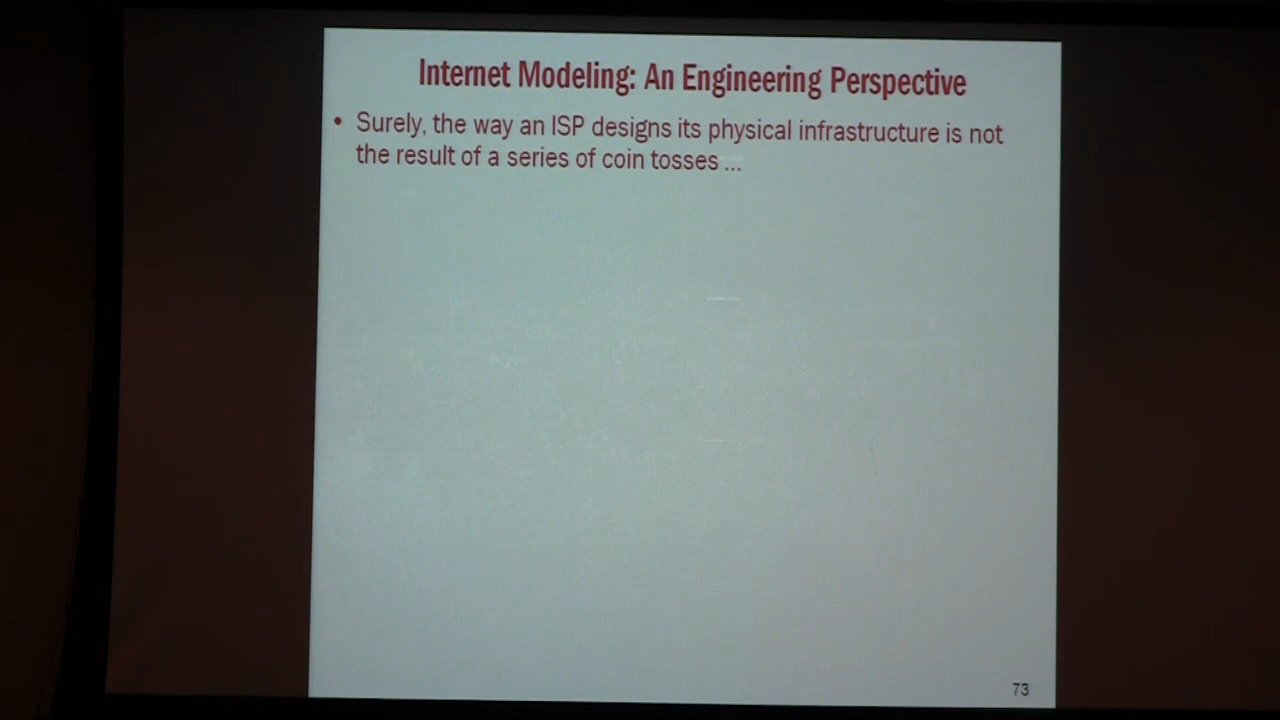 Internet Modeling: An Engineering Perspective
• Surely, the way an ISP designs its physical infrastructure is not
the result of a series of coin tosses ...
73